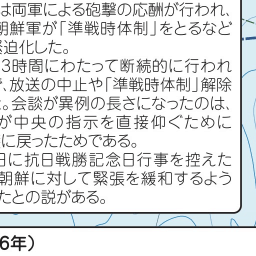 は両軍による砲撃の応酬が行われ、
朝鮮軍が「準戦時体制」をとるなど
迫化した。
3時間にわたって断続的に行われ
、放送の中止や「準戦時体制」解除
。会談が異例の長さになったのは、
が中央の指示を直接仰ぐために
に戻ったためである。
日に抗日戦勝記念日行事を控えた
朝鮮に対して緊張を緩和するよう
たとの説がある。
6年）